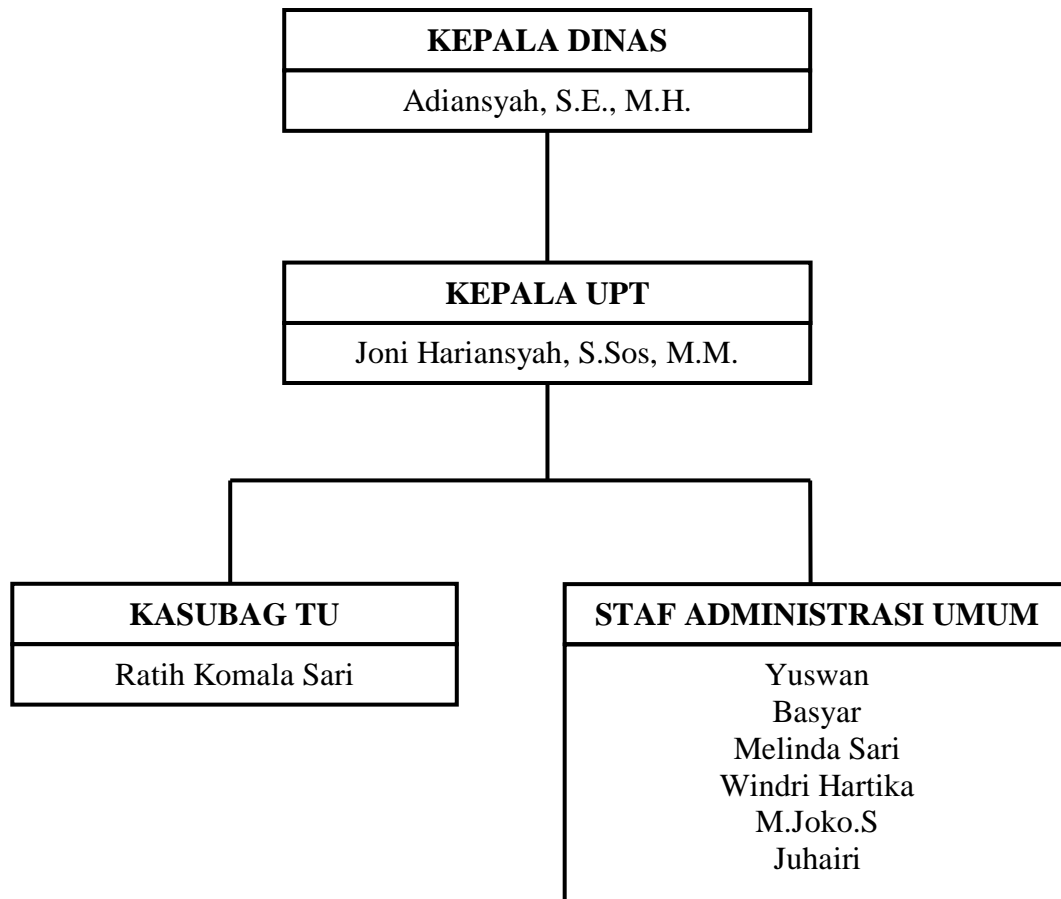 KEPALA DINAS
Adiansyah, S.E., M.H.
KEPALA UPT
Joni Hariansyah, S.Sos, M.M.
KASUBAG TU
Ratih Komala Sari
STAF ADMINISTRASI UMUM
Yuswan
Basyar
Melinda Sari
Windri Hartika
M.Joko.S
Juhairi